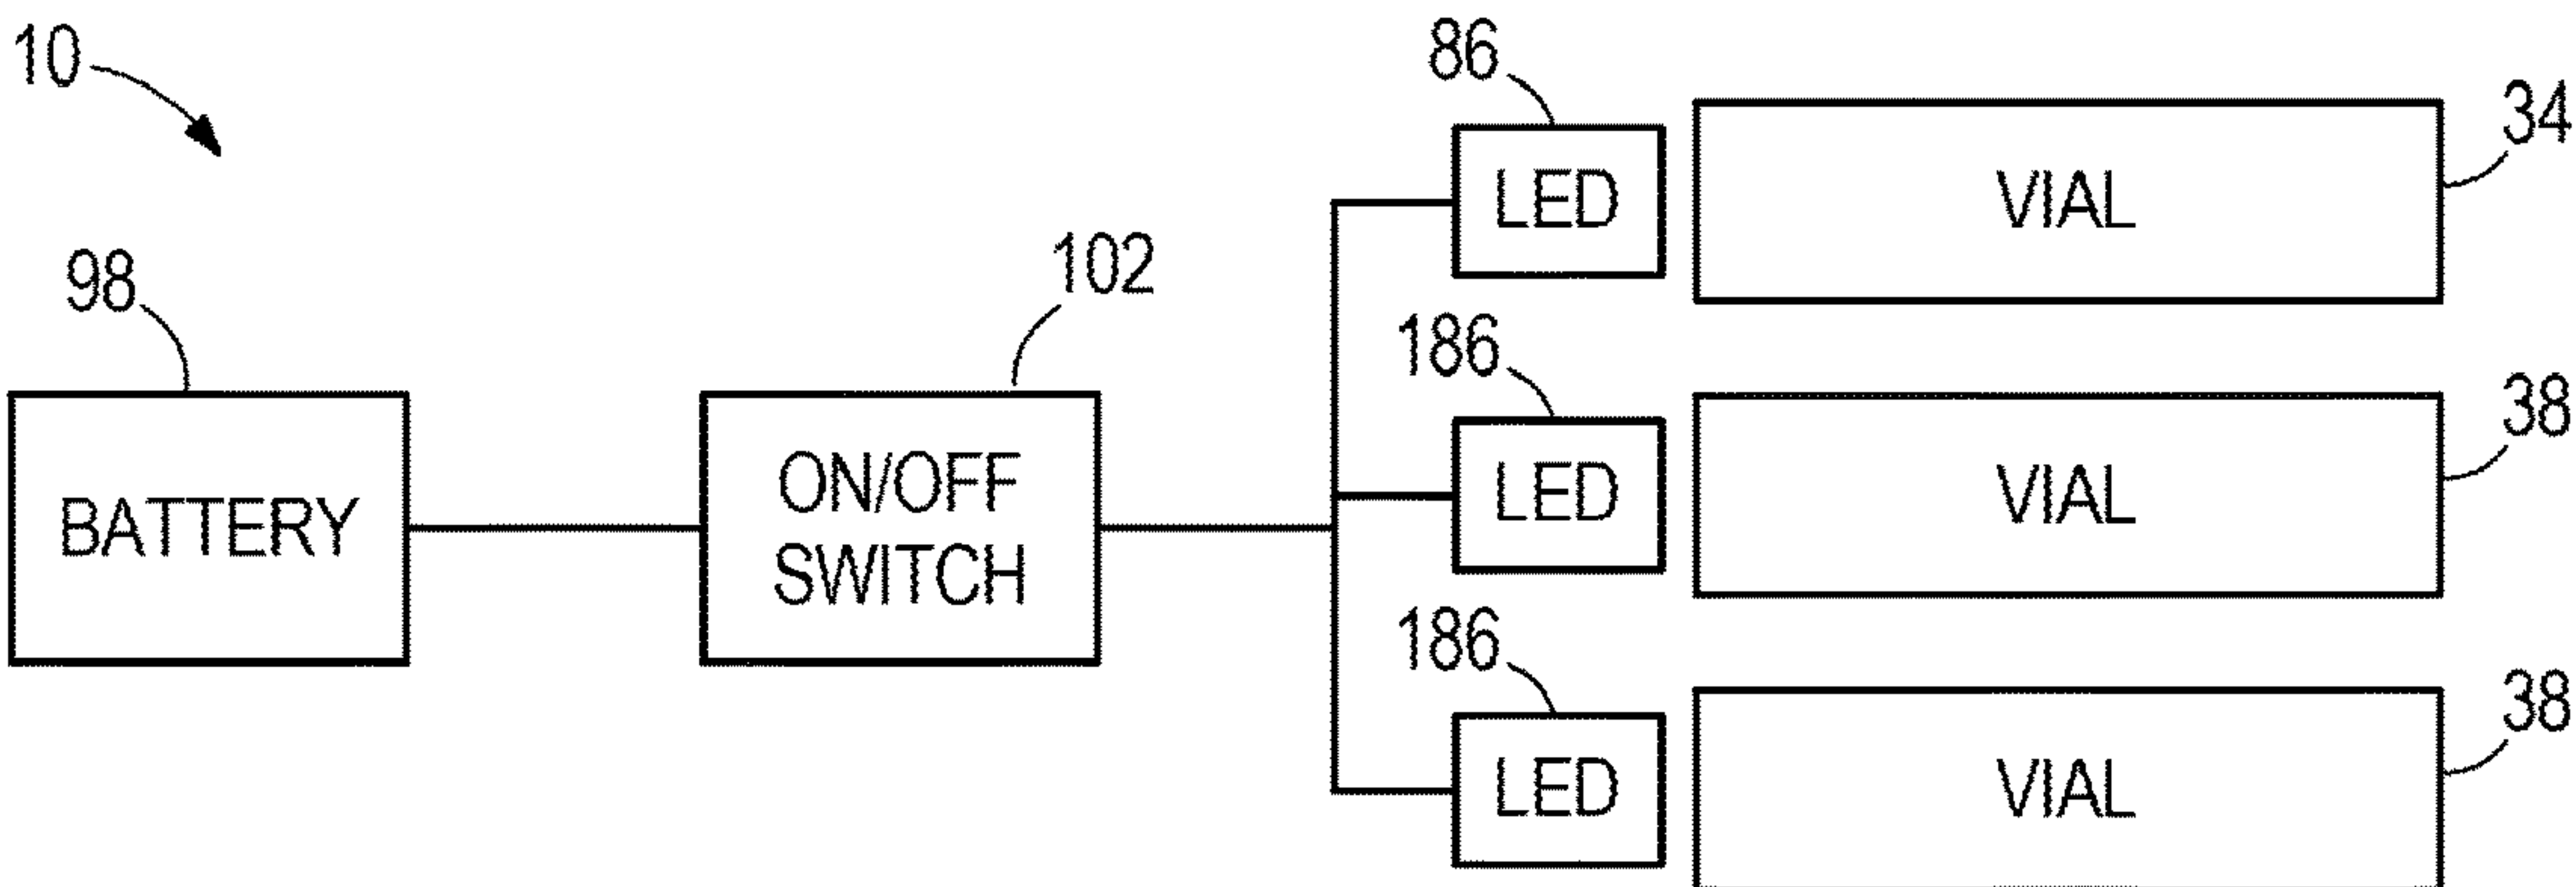 10
86
34
LED
VIAL
98
102
186
38
BATTERY
ON/OFF
SWITCH
LED
VIAL
186
38
LED
VIAL